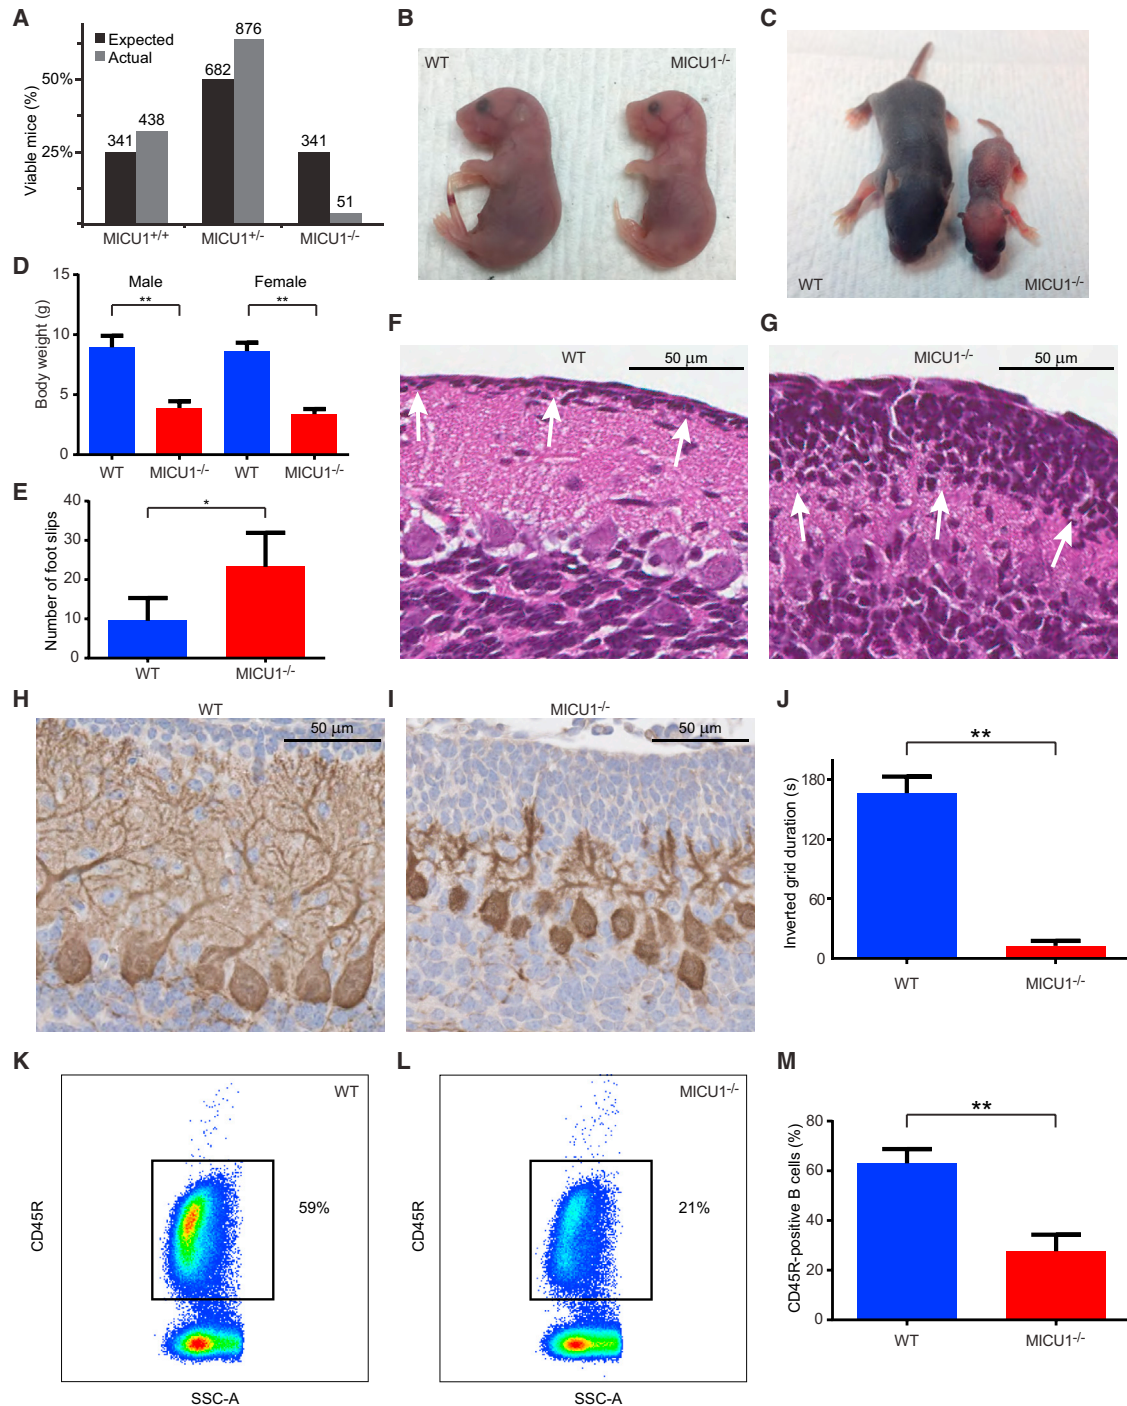 A
Expected
Actual
Viable mice (%)
50%
25%
341
438
682
876
341
51
MICU1+/+
MICU1+/-
MICU1-/-
B
WT
MICU1-/-
C
WT
MICU1-/-
D
Body weight (g)
15
10
5
0
Male
Female
**
**
WT
MICU1-/-
WT
MICU1-/-
E
Number of foot slips
40
30
20
10
0
*
WT
MICU1-/-
F
WT
50 μm
G
MICU1-/-
50 μm
H
WT
50 μm
I
MICU1-/-
50 μm
J
Inverted grid duration (s)
180
120
60
0
**
WT
MICU1-/-
K
WT
CD45R
59%
SSC-A
L
MICU1-/-
CD45R
21%
SSC-A
M
CD45R-positive B cells (%)
80
60
40
20
0
**
WT
MICU1-/-